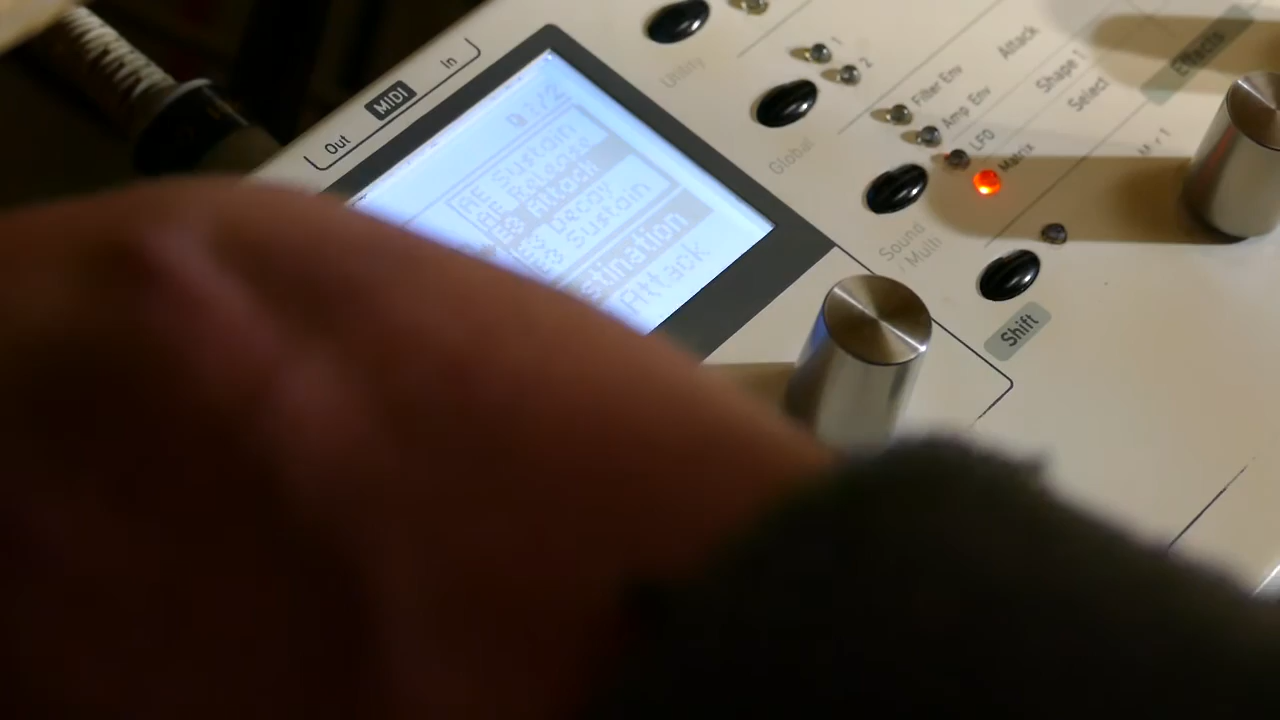 Out
MIDI
In
1/2
AE Sustain
AE Release
E3 Attack
E3 Decay
E3 Sustain
stination
Attack
Utility
1
2
Global
Filter Env
Amp Env
LFO
Matrix
Sound
/ Multi
Attack
Shape 1
Select
Effects
Shift